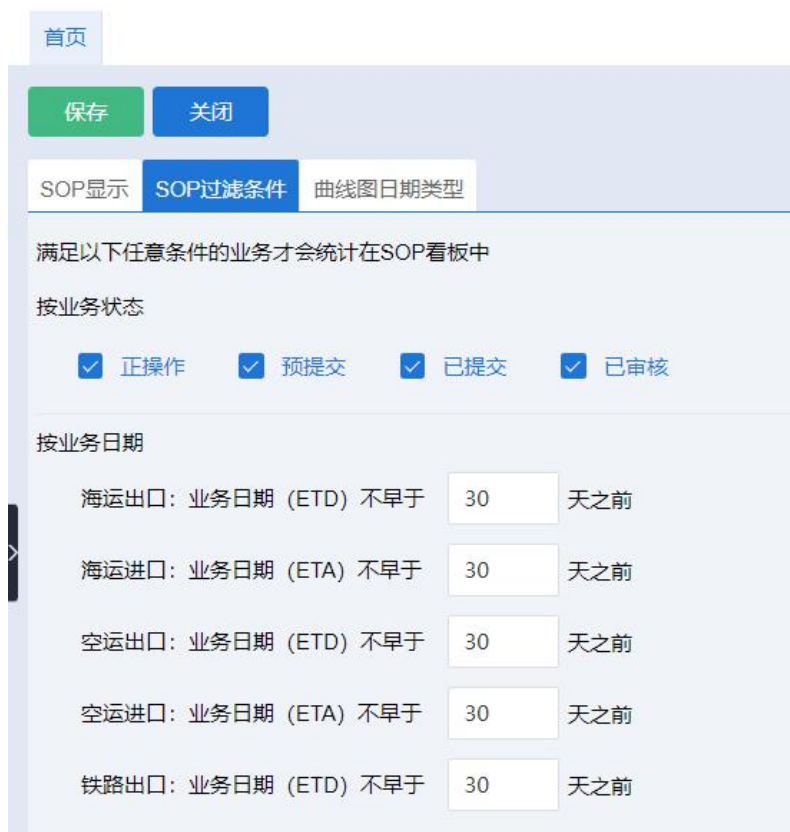 首页
保存 关闭
SOP显示 SOP过滤条件 曲线图日期类型
满足以下任意条件的业务才会统计在SOP看板中
按业务状态
正操作 预提交 已提交 已审核
按业务日期
海运出口：业务日期（ETD）不早于 30 天之前
海运进口：业务日期（ETA）不早于 30 天之前
空运出口：业务日期（ETD）不早于 30 天之前
空运进口：业务日期（ETA）不早于 30 天之前
铁路出口：业务日期（ETD）不早于 30 天之前